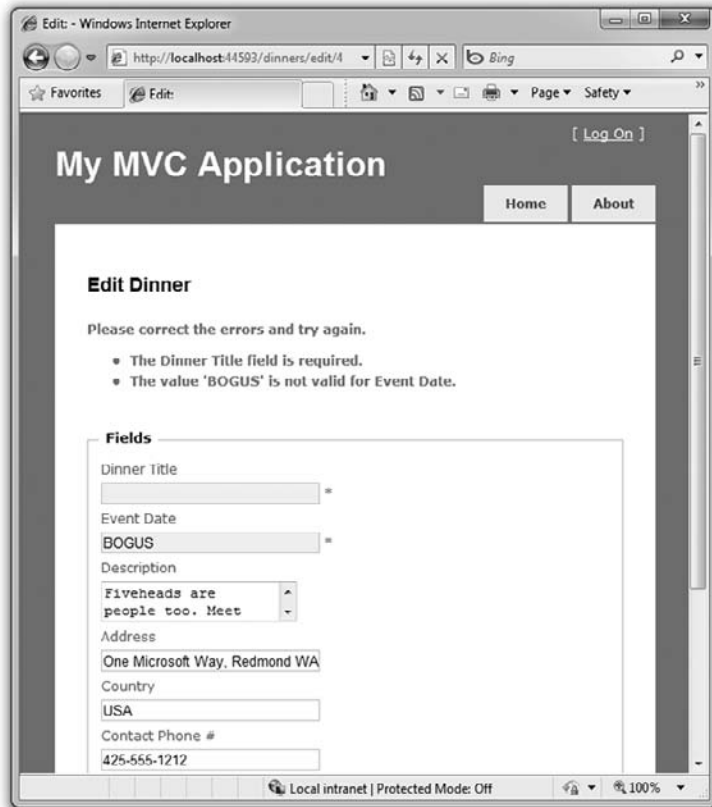 Edit: - Windows Internet Explorer
http://localhost:44593/dinners/edit/4
Bing
Favorites
Edit:
Page
Safety
»
[ Log On ]
My MVC Application
Home
About
Edit Dinner
Please correct the errors and try again.
• The Dinner Title field is required.
• The value 'BOGUS' is not valid for Event Date.
Fields
Dinner Title
*
Event Date
BOGUS
*
Description
Fiveheads are
people too. Meet
Address
One Microsoft Way, Redmond WA
Country
USA
Contact Phone #
425-555-1212
Local intranet | Protected Mode: Off
100%